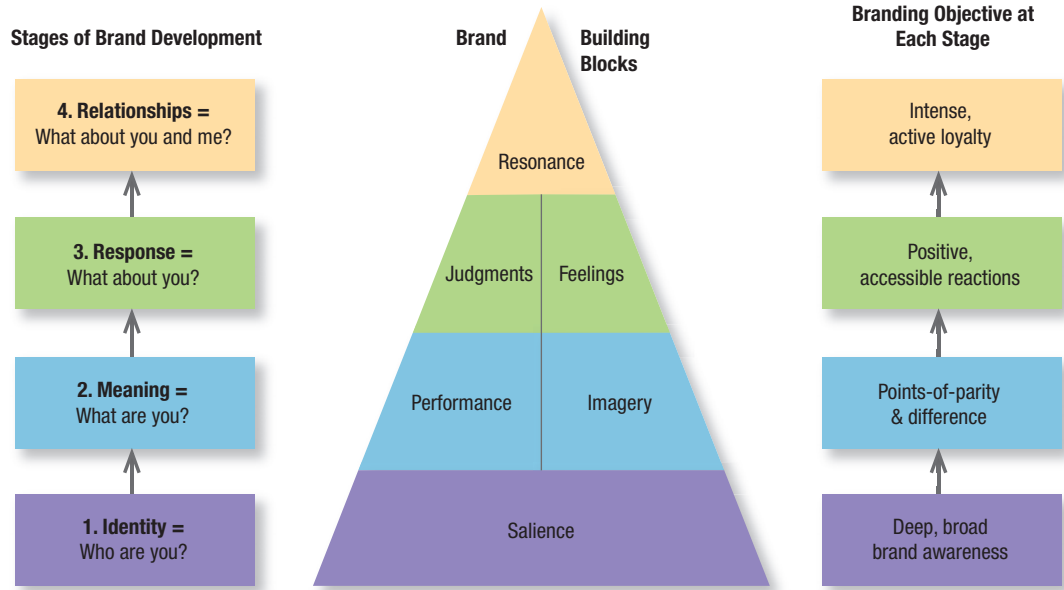 Stages of Brand Development
4. Relationships =
What about you and me?
3. Response =
What about you?
2. Meaning =
What are you?
1. Identity =
Who are you?
Brand
Building
Blocks
Resonance
Judgments
Feelings
Performance
Imagery
Salience
Branding Objective at
Each Stage
Intense,
active loyalty
Positive,
accessible reactions
Points-of-parity
& difference
Deep, broad
brand awareness